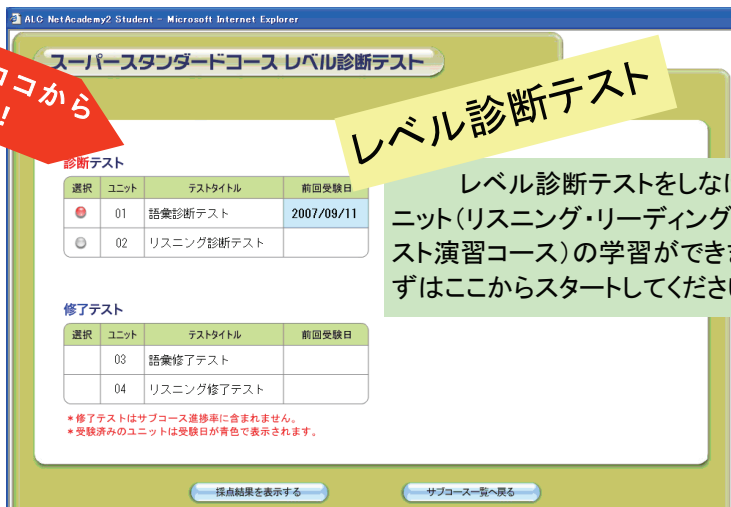 ALC NetAcademy2 Student - Microsoft Internet Explorer
スーパースタンダードコース レベル診断テスト
ココから
!
レベル診断テスト
診断テスト
選択 ユニット テストタイトル 前回受験日
01 語彙診断テスト 2007/09/11
02 リスニング診断テスト
レベル診断テストをしな
ニット(リスニング・リーディング
スト演習コース)の学習ができ
ずはここからスタートしてくださ
修了テスト
選択 ユニット テストタイトル 前回受験日
03 語彙修了テスト
04 リスニング修了テスト
*修了テストはサブコース進捗率に含まれません。
*受験済みのユニットは受験日が青色で表示されます。
採点結果を表示する サブコース一覧へ戻る